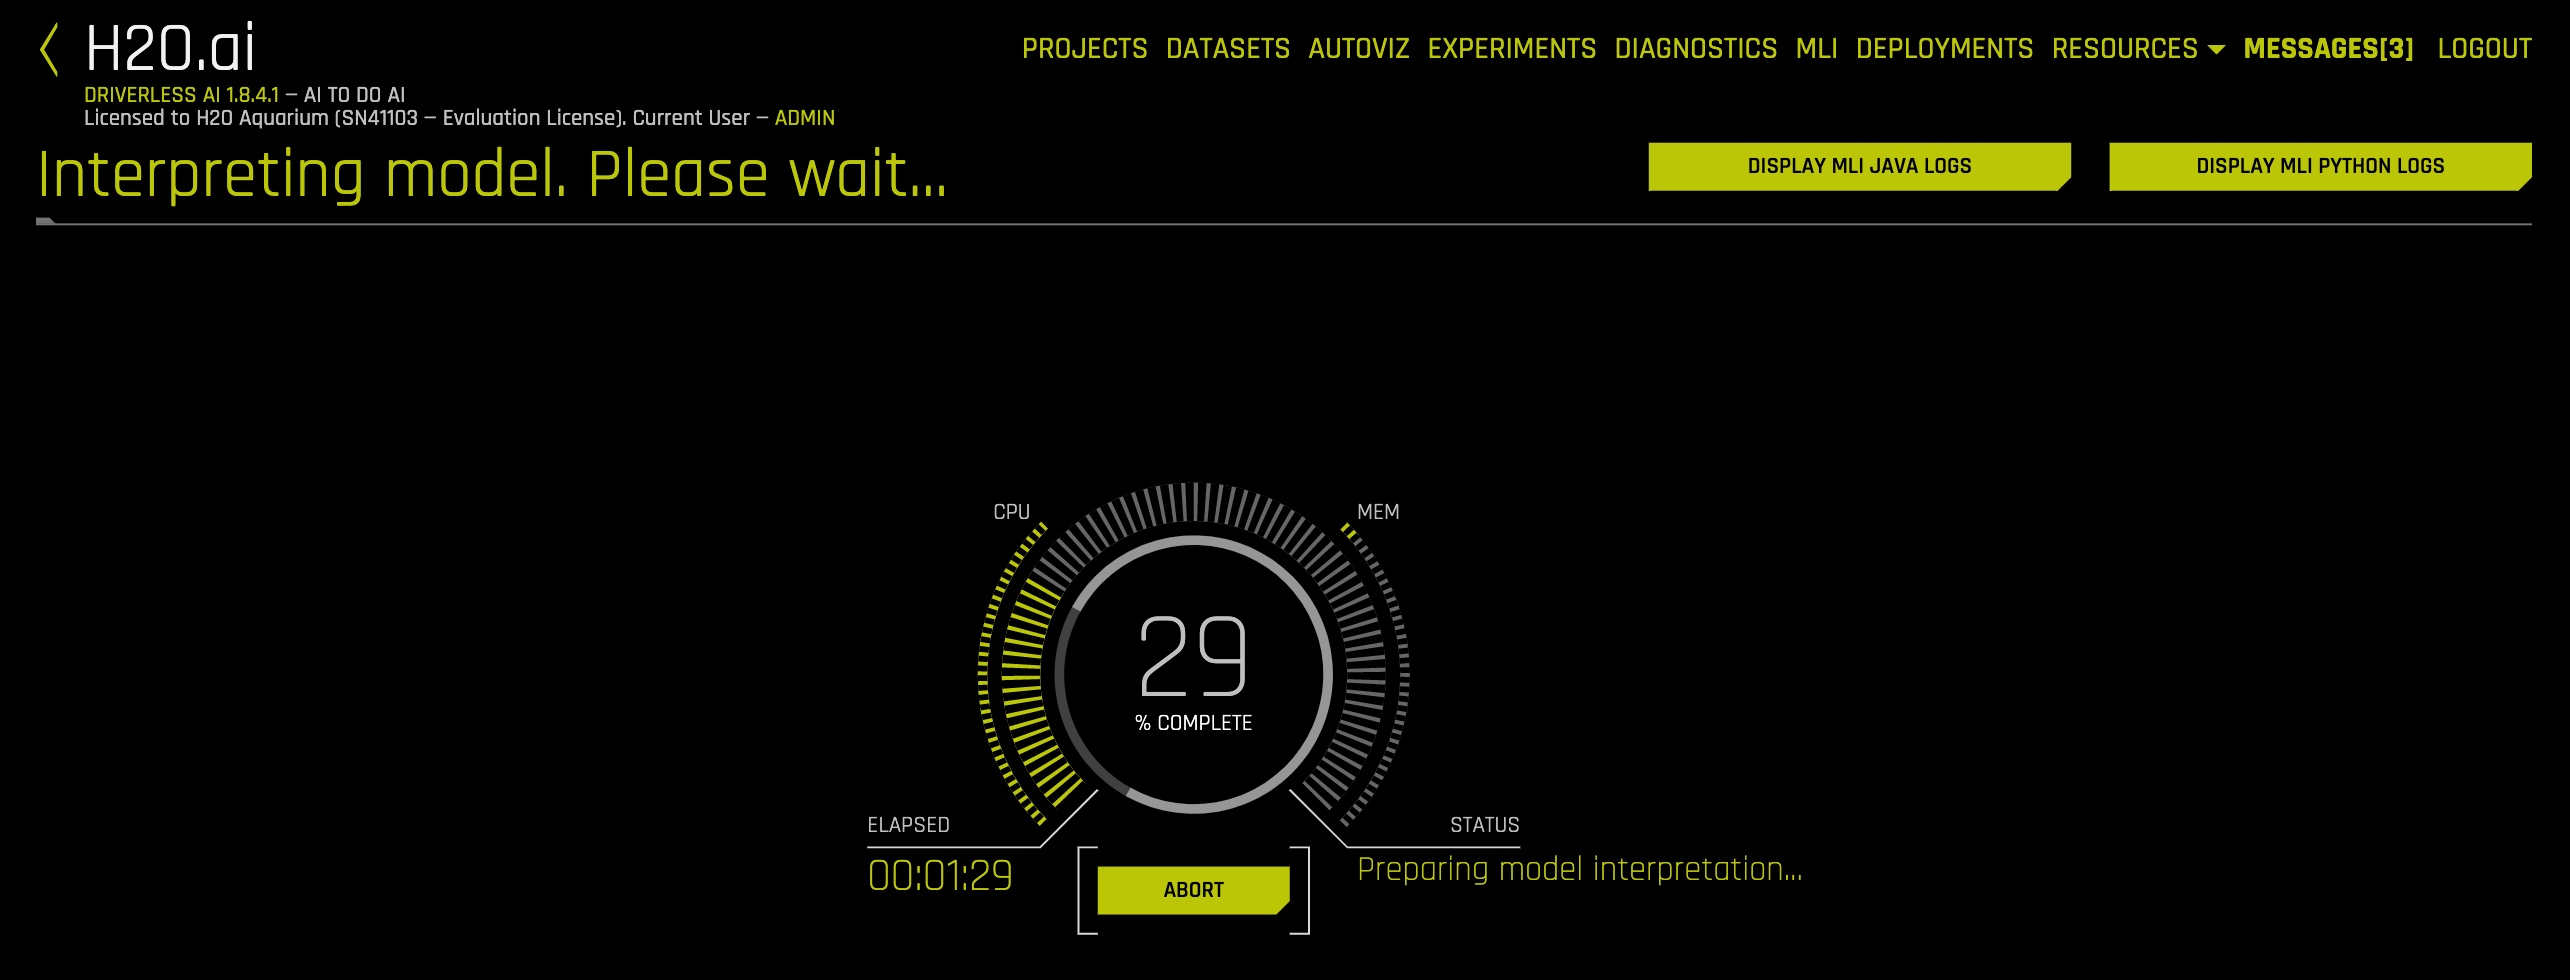 H2O.ai
PROJECTS DATASETS AUTOVIZ EXPERIMENTS DIAGNOSTICS MLI DEPLOYMENTS RESOURCES MESSAGES[3] LOGOUT
DRIVERLESS AI 1.8.4.1 — AI TO DO AI
Licensed to H2O Aquarium (SN41103 — Evaluation License). Current User — ADMIN
Interpreting model. Please wait...
DISPLAY MLI JAVA LOGS
DISPLAY MLI PYTHON LOGS
CPU
MEM
29
% COMPLETE
ELAPSED
00:01:29
STATUS
Preparing model interpretation...
ABORT